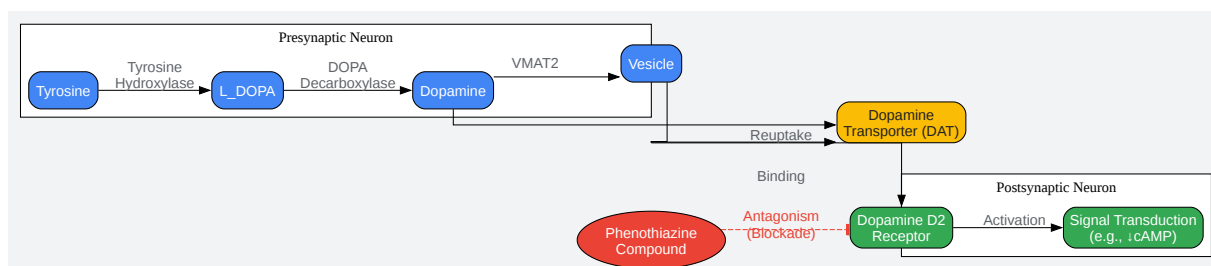 Presynaptic Neuron
Tyrosine
Tyrosine
Hydroxylase
L_DOPA
DOPA
Decarboxylase
Dopamine
VMAT2
Vesicle
Dopamine
Transporter (DAT)
Reuptake
Binding
Postsynaptic Neuron
Phenothiazine
Compound
Antagonism
(Blockade)
Dopamine D2
Receptor
Activation
Signal Transduction
(e.g., ↓cAMP)